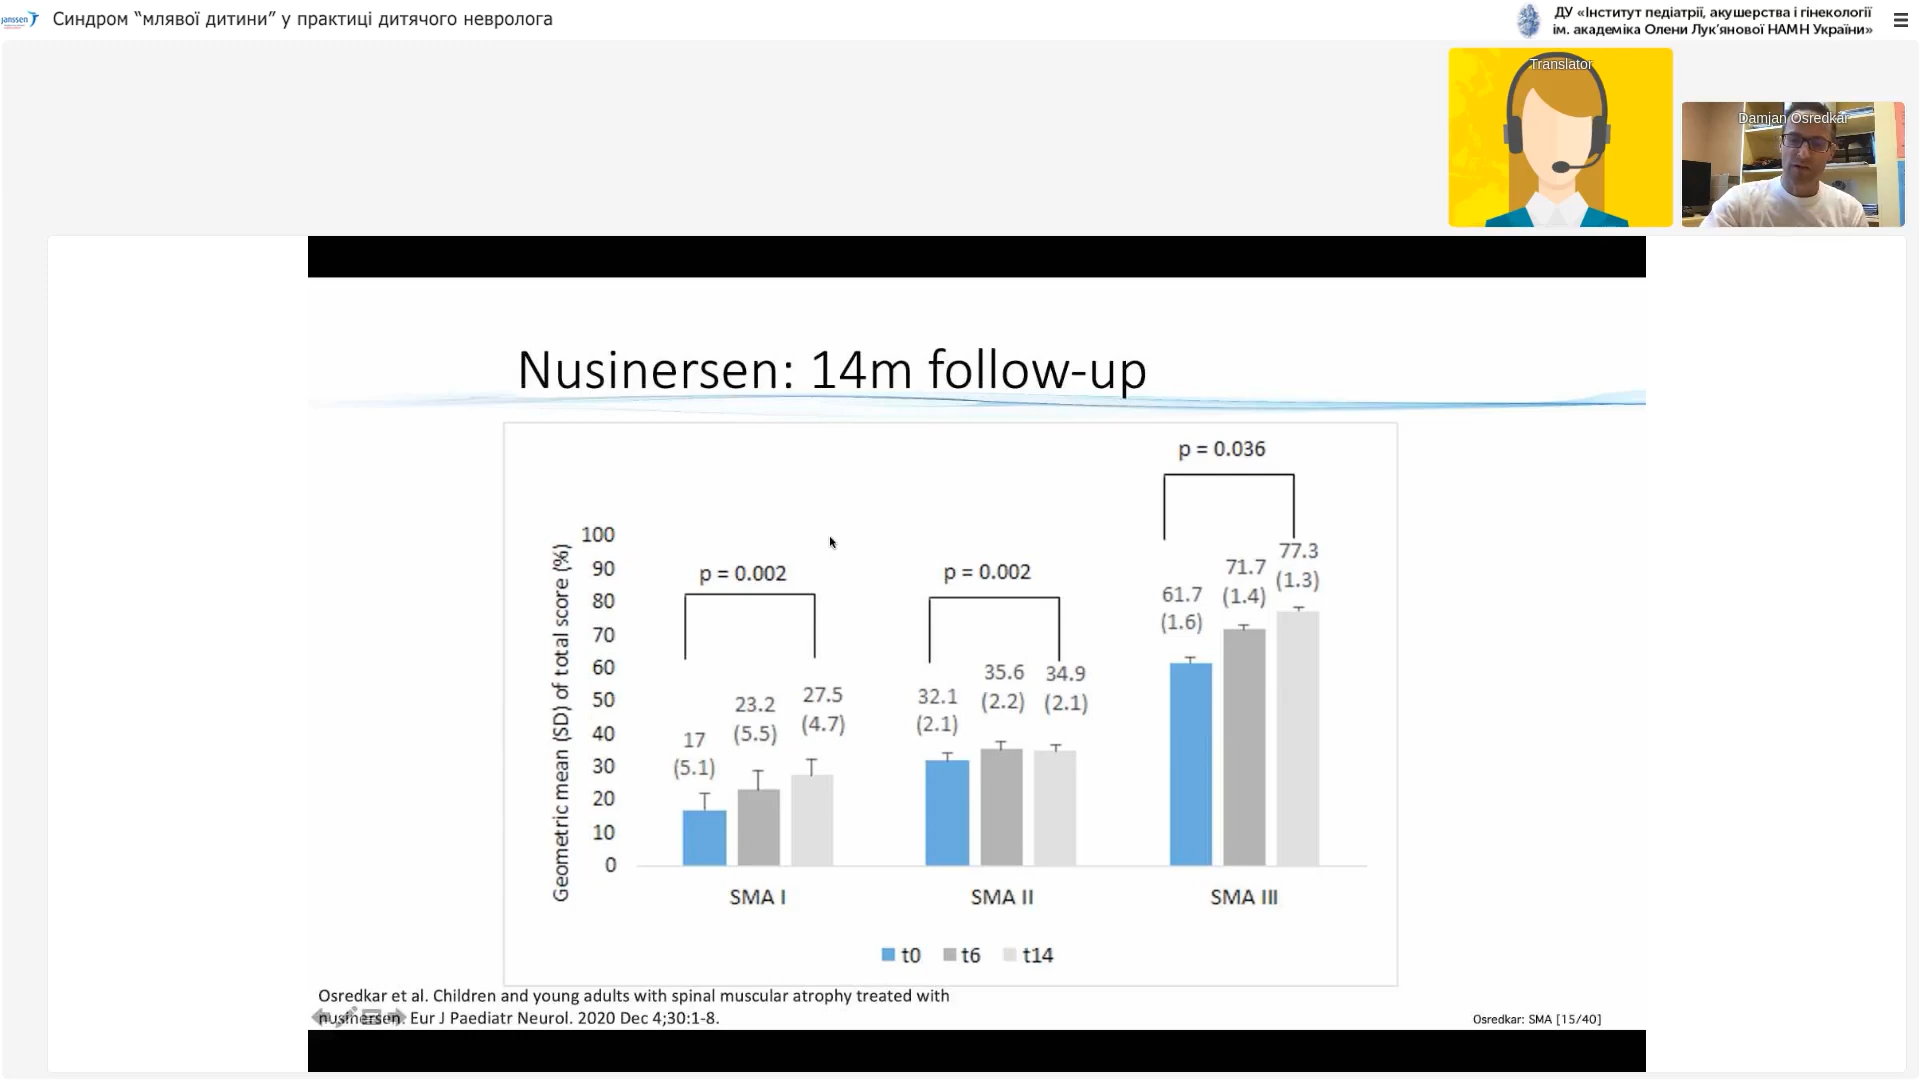 janssen
Синдром “млявої дитини” у практиці дитячого невролога
ДУ «Інститут педіатрії, акушерства і гінекології
ім. академіка Олени Лук’янової НАМН України»
Translator
Damjan Osredkar
Nusinersen: 14m follow-up
p = 0.036
p = 0.002
p = 0.002
Geometric mean (SD) of total score (%)
100
90
80
70
60
50
40
30
20
10
0
17
(5.1)
23.2
(5.5)
27.5
(4.7)
32.1
(2.1)
35.6
(2.2)
34.9
(2.1)
61.7
(1.6)
71.7
(1.4)
77.3
(1.3)
SMA I
SMA II
SMA III
t0
t6
t14
Osredkar et al. Children and young adults with spinal muscular atrophy treated with
nusinersen. Eur J Paediatr Neurol. 2020 Dec 4;30:1-8.
Osredkar: SMA [15/40]